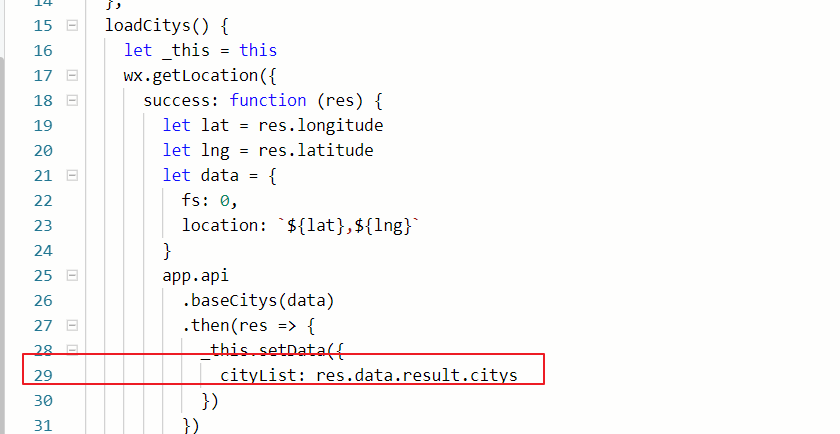 14 },
15 loadCitys() {
16 let _this = this
17 wx.getLocation({
18 success: function (res) {
19 let lat = res.longitude
20 let lng = res.latitude
21 let data = {
22 fs: 0,
23 location: `${lat},${lng}`
24 }
25 app.api
26 .baseCitys(data)
27 .then(res => {
28 _this.setData({
29 cityList: res.data.result.citys
30 })
31 })